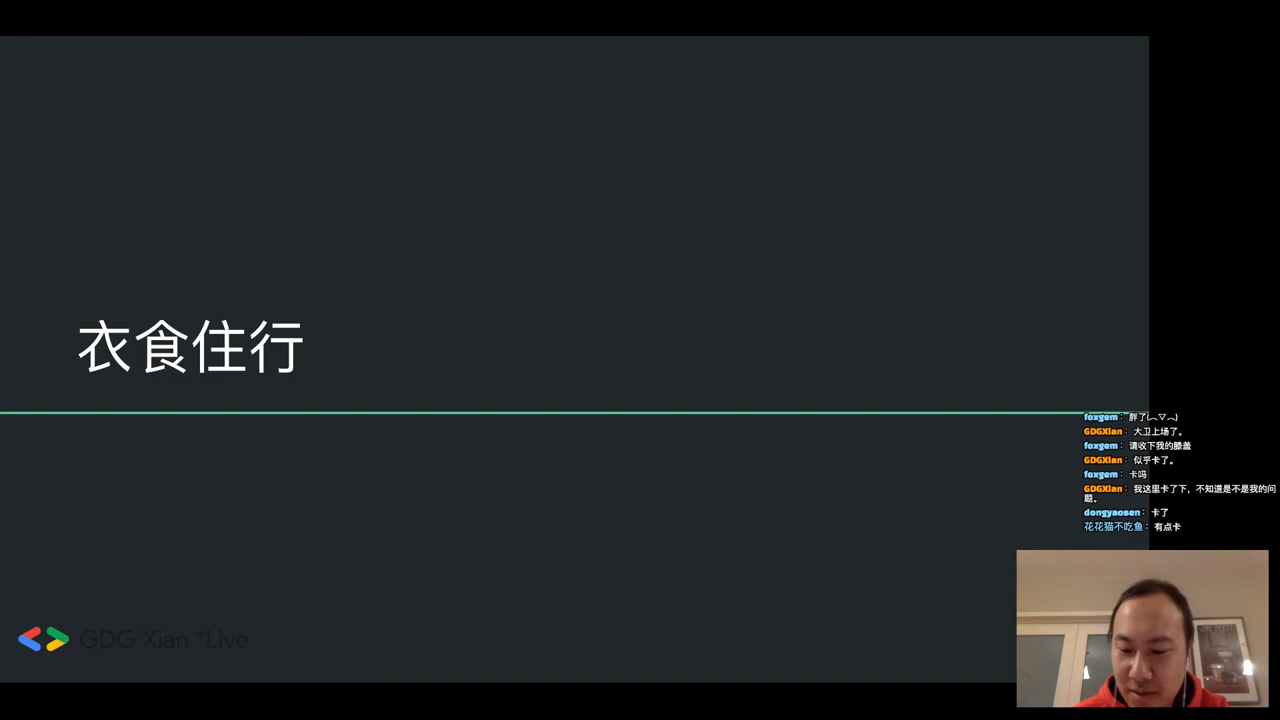 衣食住行
foxgem：胖了(︿▽︿)
GDGXian：大卫上场了。
foxgem：请收下我的膝盖
GDGXian：似乎卡了。
foxgem：卡吗
GDGXian：我这里卡了下，不知道是不是我的问
题。
dongyaosen：卡了
花花猫不吃鱼：有点卡
GDG Xian *Live